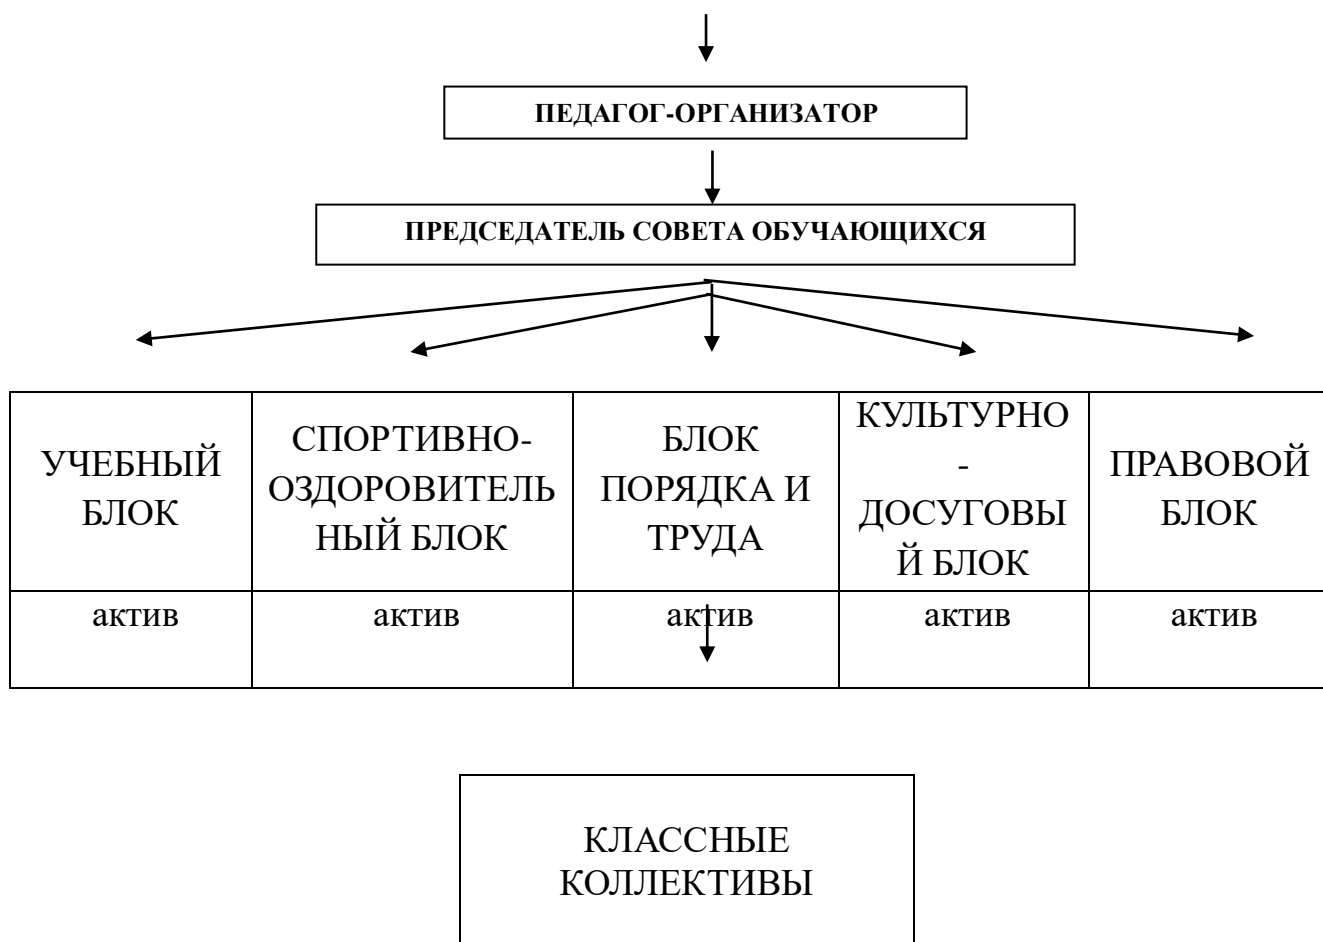 ПЕДАГОГ-ОРГАНИЗАТОР
ПРЕДСЕДАТЕЛЬ СОВЕТА ОБУЧАЮЩИХСЯ
УЧЕБНЫЙ
БЛОК
СПОРТИВНО-
ОЗДОРОВИТЕЛЬ
НЫЙ БЛОК
БЛОК
ПОРЯДКА И
ТРУДА
КУЛЬТУРНО
-
ДОСУГОВЫ
Й БЛОК
ПРАВОВОЙ
БЛОК
актив
актив
актив
актив
актив
КЛАССНЫЕ
КОЛЛЕКТИВЫ